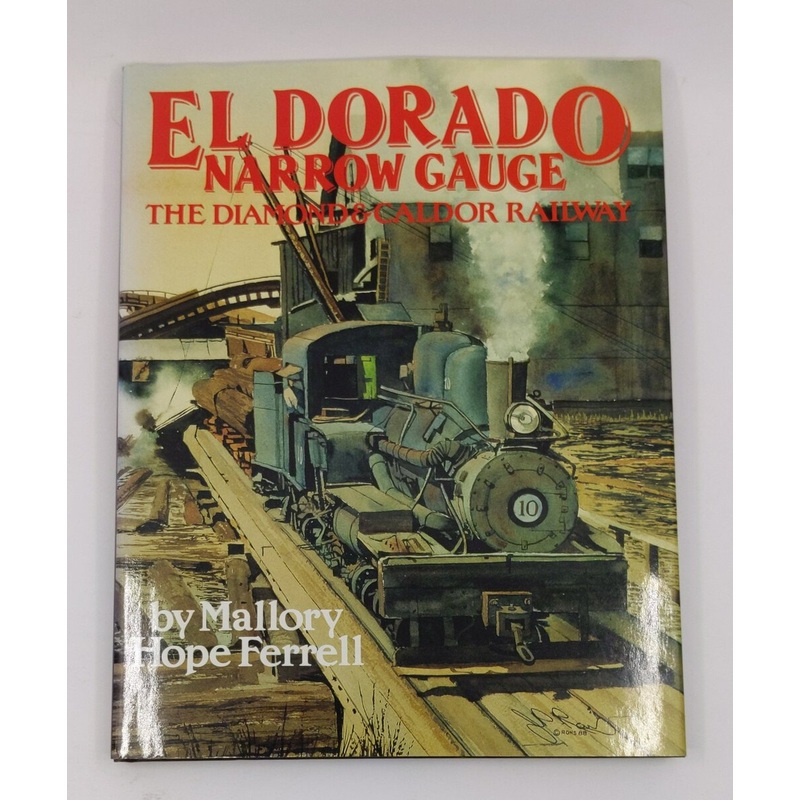 EL DORADO
NARROW GAUGE
THE DIAMOND & CALDOR RAILWAY
10
by Mallory
Hope Ferrell